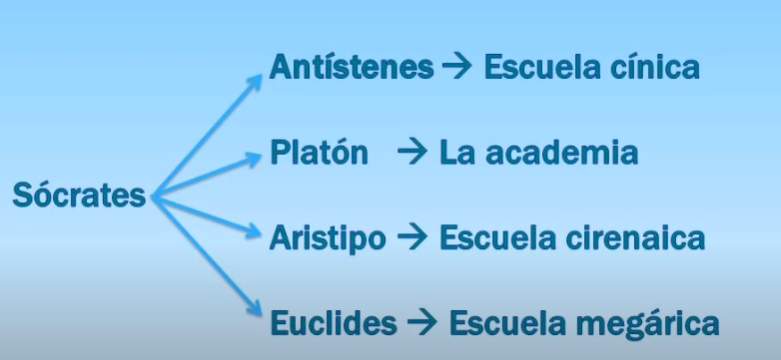 Antístenes → Escuela cínica
Platón → La academia
Sócrates
Aristipo → Escuela cirenaica
Euclides → Escuela megárica